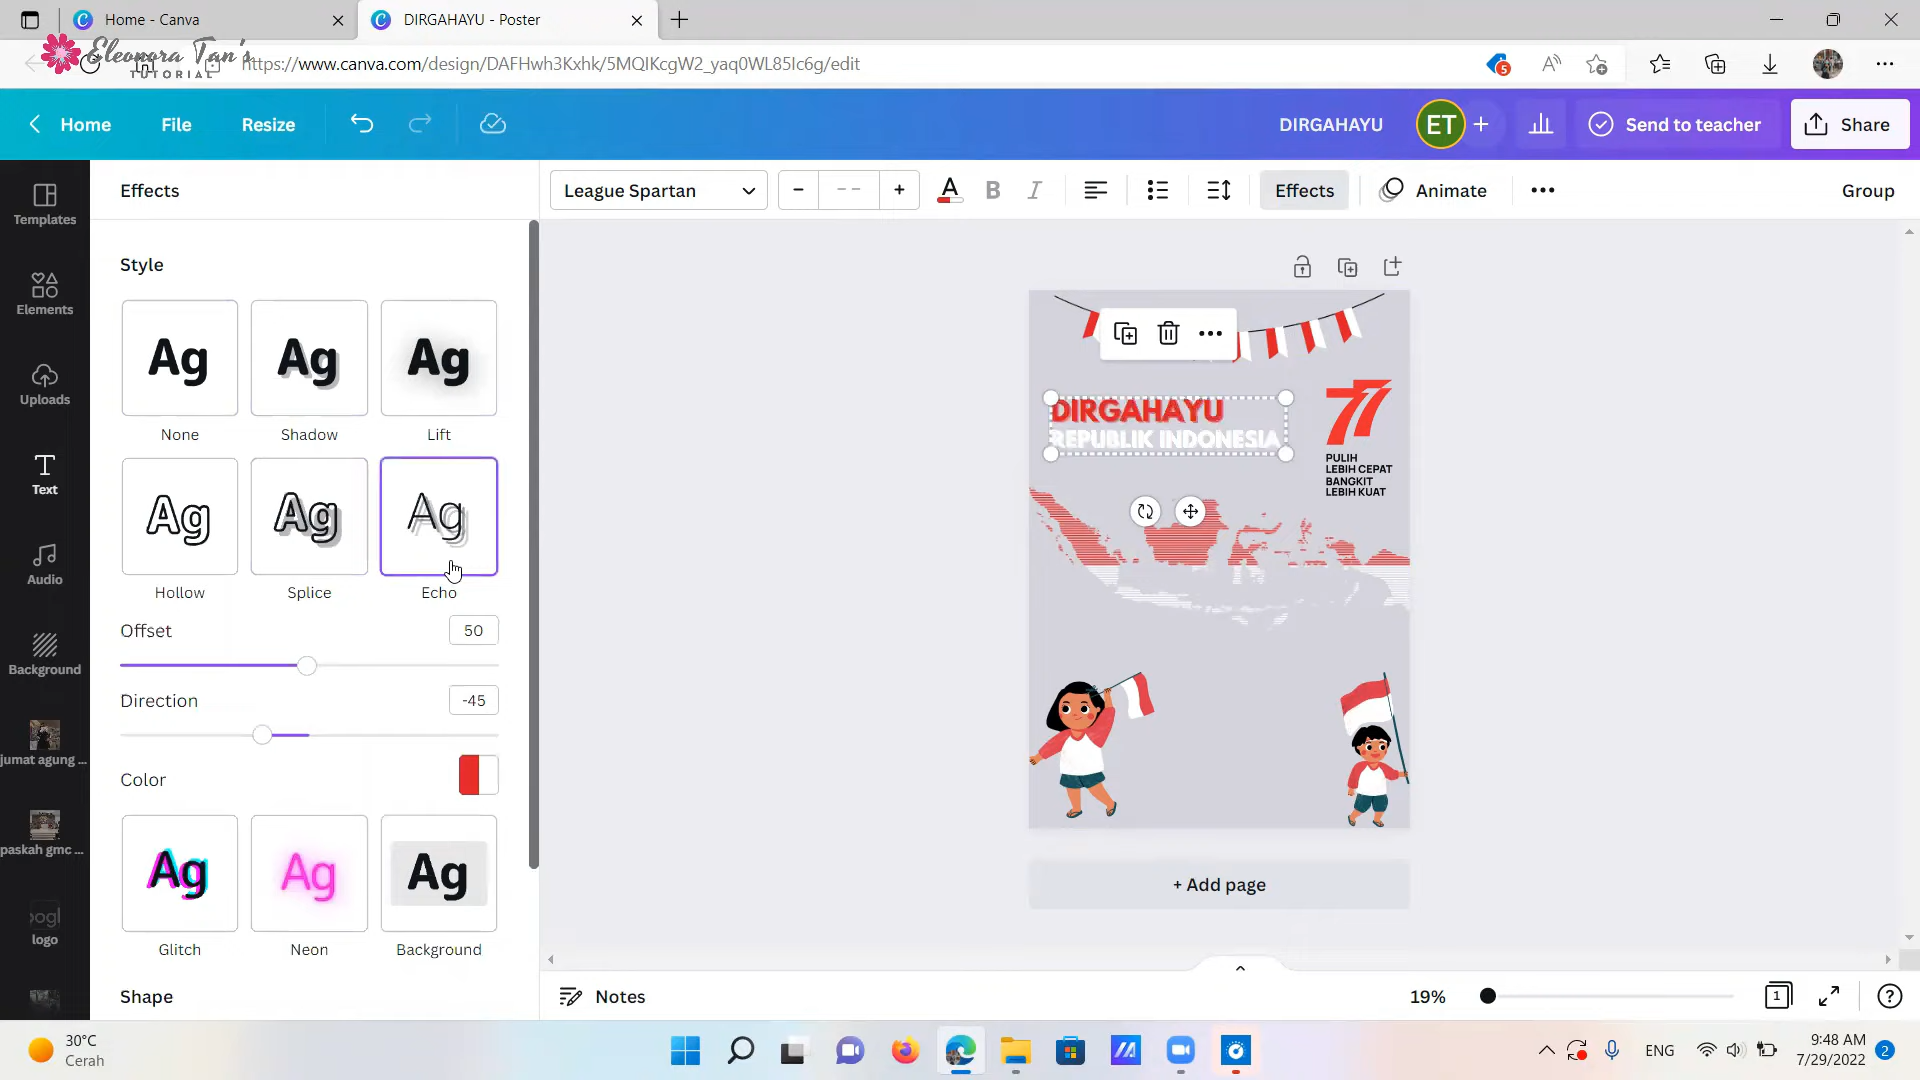 Home - Canva
DIRGAHAYU - Poster
Eleonora Tan's
TUTORIAL
https://www.canva.com/design/DAFHwh3Kxhk/5MQIKcgW2_yaq0WL85Ic6g/edit
5
Home
File
Resize
DIRGAHAYU
ET
Send to teacher
Share
Templates
Elements
Uploads
Text
Audio
Background
jumat agung ...
paskah gmc ...
logo
Effects
Style
Ag
Ag
Ag
None
Shadow
Lift
Ag
Ag
Ag
Hollow
Splice
Echo
Offset
50
Direction
-45
Color
Ag
Ag
Ag
Glitch
Neon
Background
Shape
League Spartan
- -
A
B
I
Effects
Animate
Group
DIRGAHAYU
REPUBLIK INDONESIA
77
PULIH
LEBIH CEPAT
BANGKIT
LEBIH KUAT
+ Add page
Notes
19%
1
30°C
Cerah
ENG
9:48 AM
7/29/2022
2